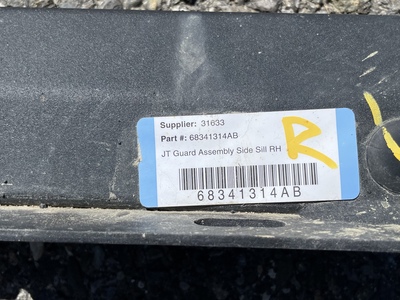 Supplier: 31633
Part #: 68341314AB
JT Guard Assembly Side Sill RH
R
68341314AB